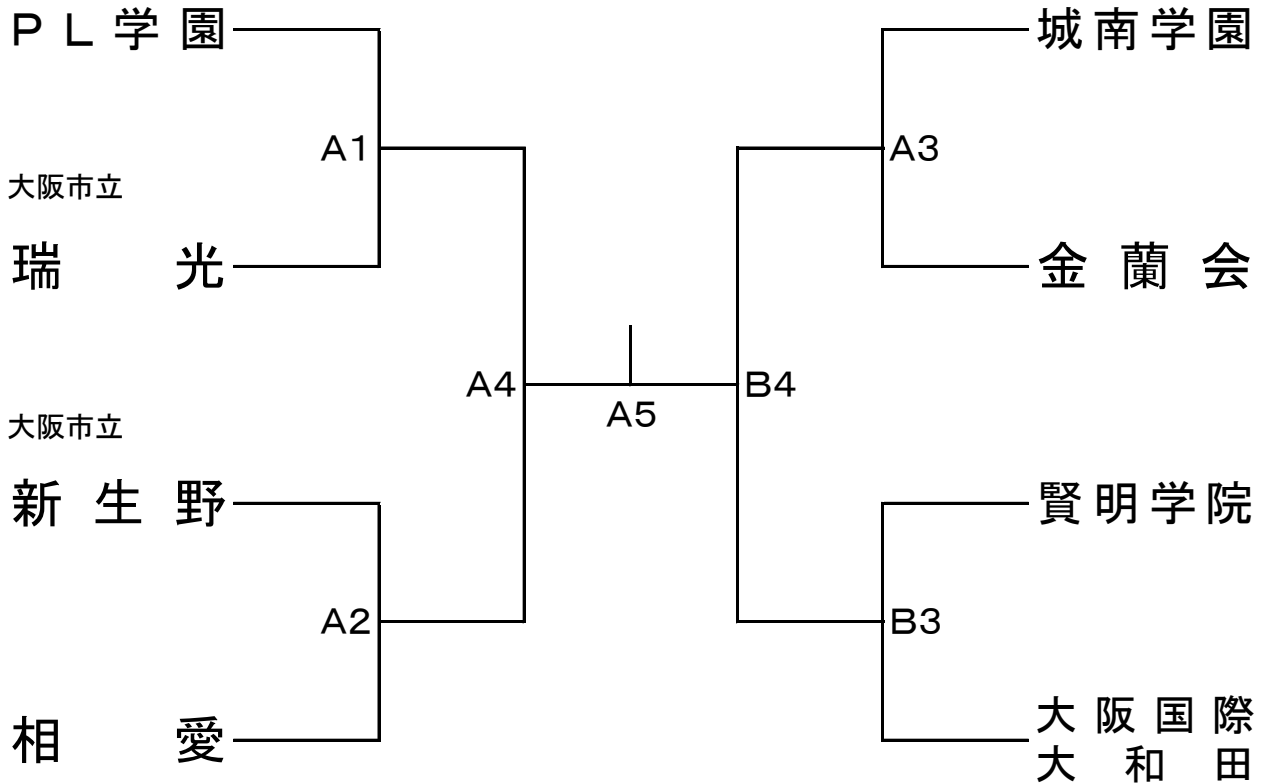 ＰＬ学園
A1
大阪市立
瑞光
A4
大阪市立
新生野
A2
相愛
A5
城南学園
A3
金蘭会
B4
賢明学院
B3
大阪国際
大和田